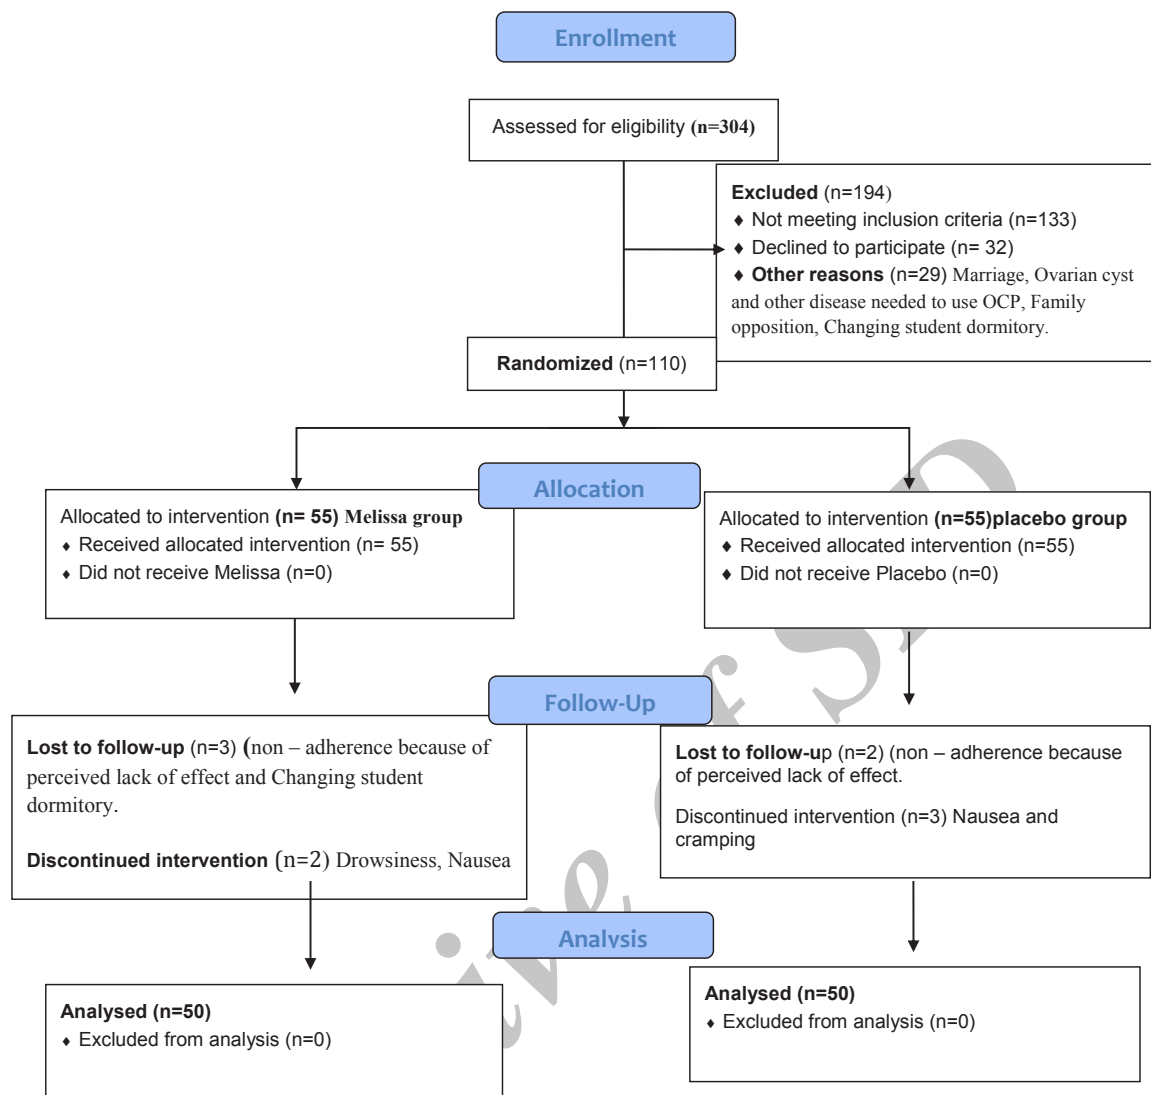 Enrollment
Assessed for eligibility (n=304)
Excluded (n=194)
♦ Not meeting inclusion criteria (n=133)
♦ Declined to participate (n= 32)
♦ Other reasons (n=29) Marriage, Ovarian cyst
and other disease needed to use OCP, Family
opposition, Changing student dormitory.
Randomized (n=110)
Allocation
Allocated to intervention (n= 55) Melissa group
♦ Received allocated intervention (n= 55)
♦ Did not receive Melissa (n=0)
Allocated to intervention (n=55)placebo group
♦ Received allocated intervention (n=55)
♦ Did not receive Placebo (n=0)
Follow-Up
Lost to follow-up (n=3) (non – adherence because of
perceived lack of effect and Changing student
dormitory.
Discontinued intervention (n=2) Drowsiness, Nausea
Lost to follow-up (n=2) (non – adherence because
of perceived lack of effect.
Discontinued intervention (n=3) Nausea and
cramping
Analysis
Analysed (n=50)
♦ Excluded from analysis (n=0)
Analysed (n=50)
♦ Excluded from analysis (n=0)